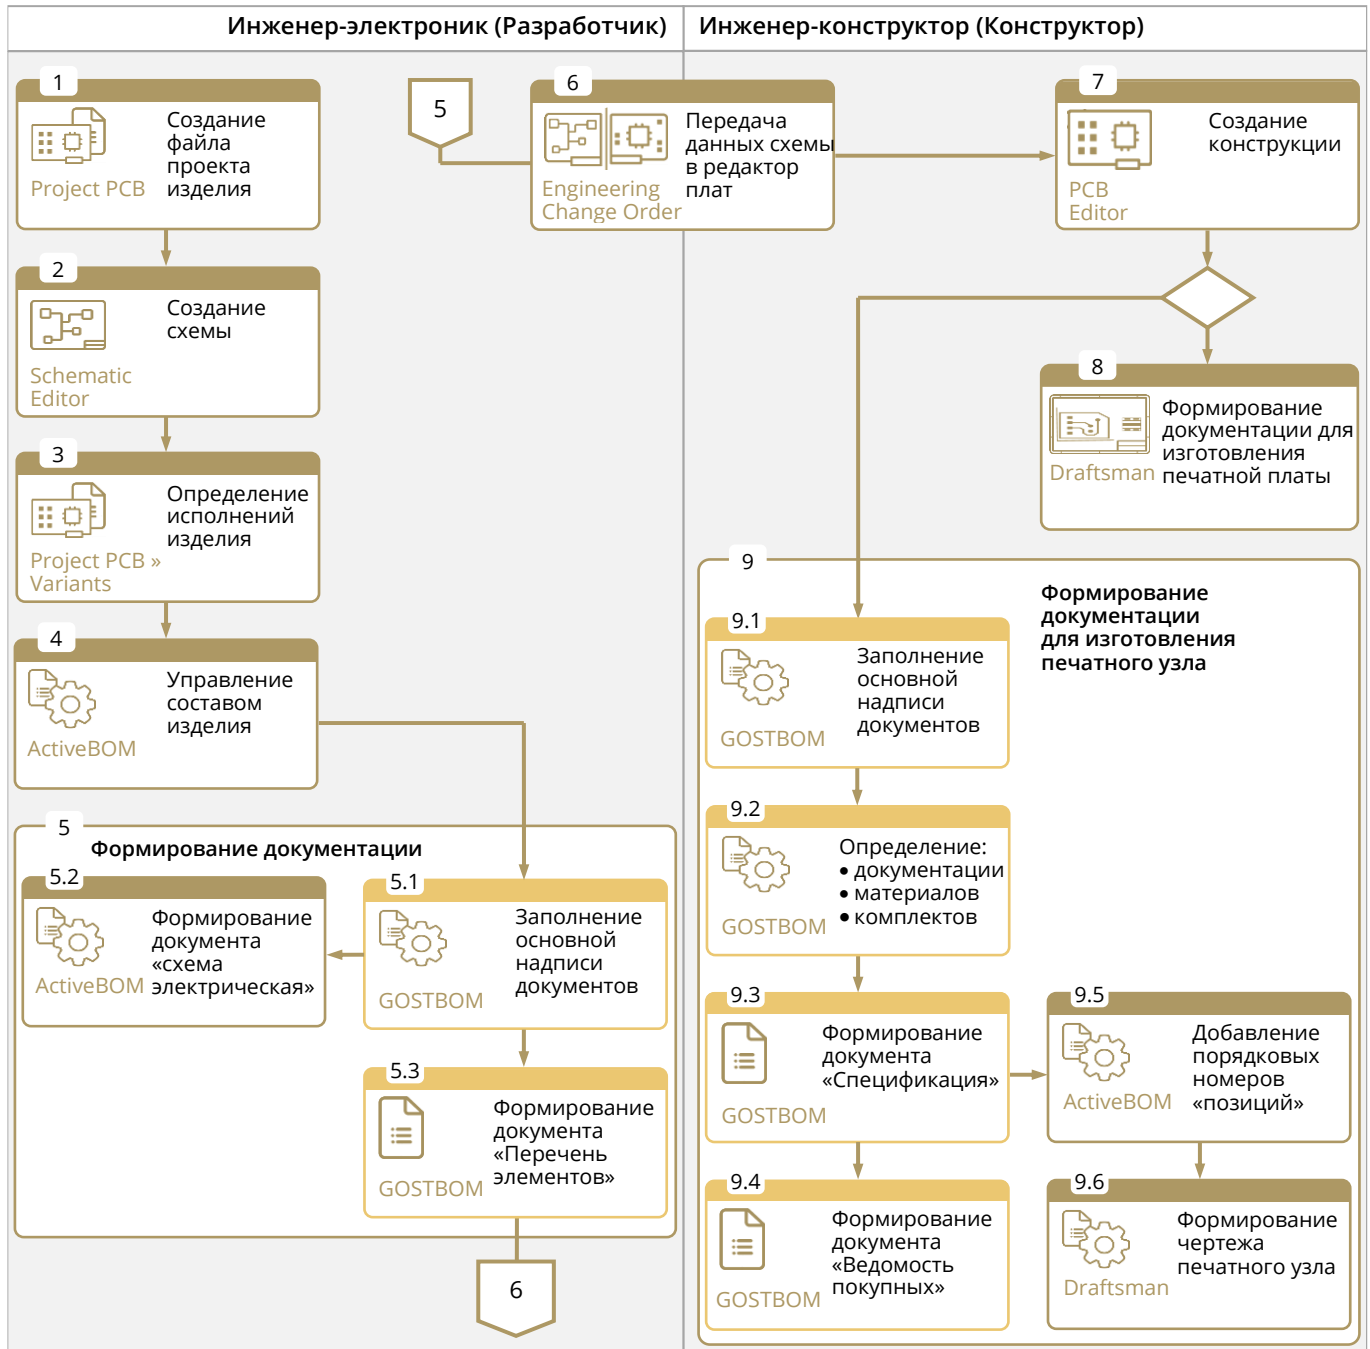 Инженер-электроник (Разработчик)
Инженер-конструктор (Конструктор)
1
Создание
файла
проекта
изделия
Project PCB
2
Создание
схемы
Schematic
Editor
3
Определение
исполнений
изделия
Project PCB »
Variants
4
Управление
составом
изделия
ActiveBOM
5
Формирование документации
5.2
Формирование
документа
«схема
электрическая»
ActiveBOM
5.1
Заполнение
основной
надписи
документов
GOSTBOM
5.3
Формирование
документа
«Перечень
элементов»
GOSTBOM
6
5
6
Передача
данных схемы
в редактор
плат
Engineering
Change Order
7
Создание
конструкции
PCB
Editor
8
Формирование
документации для
изготовления
печатной платы
Draftsman
9
Формирование
документации
для изготовления
печатного узла
9.1
Заполнение
основной
надписи
документов
GOSTBOM
9.2
Определение:
• документации
• материалов
• комплектов
GOSTBOM
9.3
Формирование
документа
«Спецификация»
GOSTBOM
9.4
Формирование
документа
«Ведомость
покупных»
GOSTBOM
9.5
Добавление
порядковых
номеров
«позиций»
ActiveBOM
9.6
Формирование
чертежа
печатного узла
Draftsman